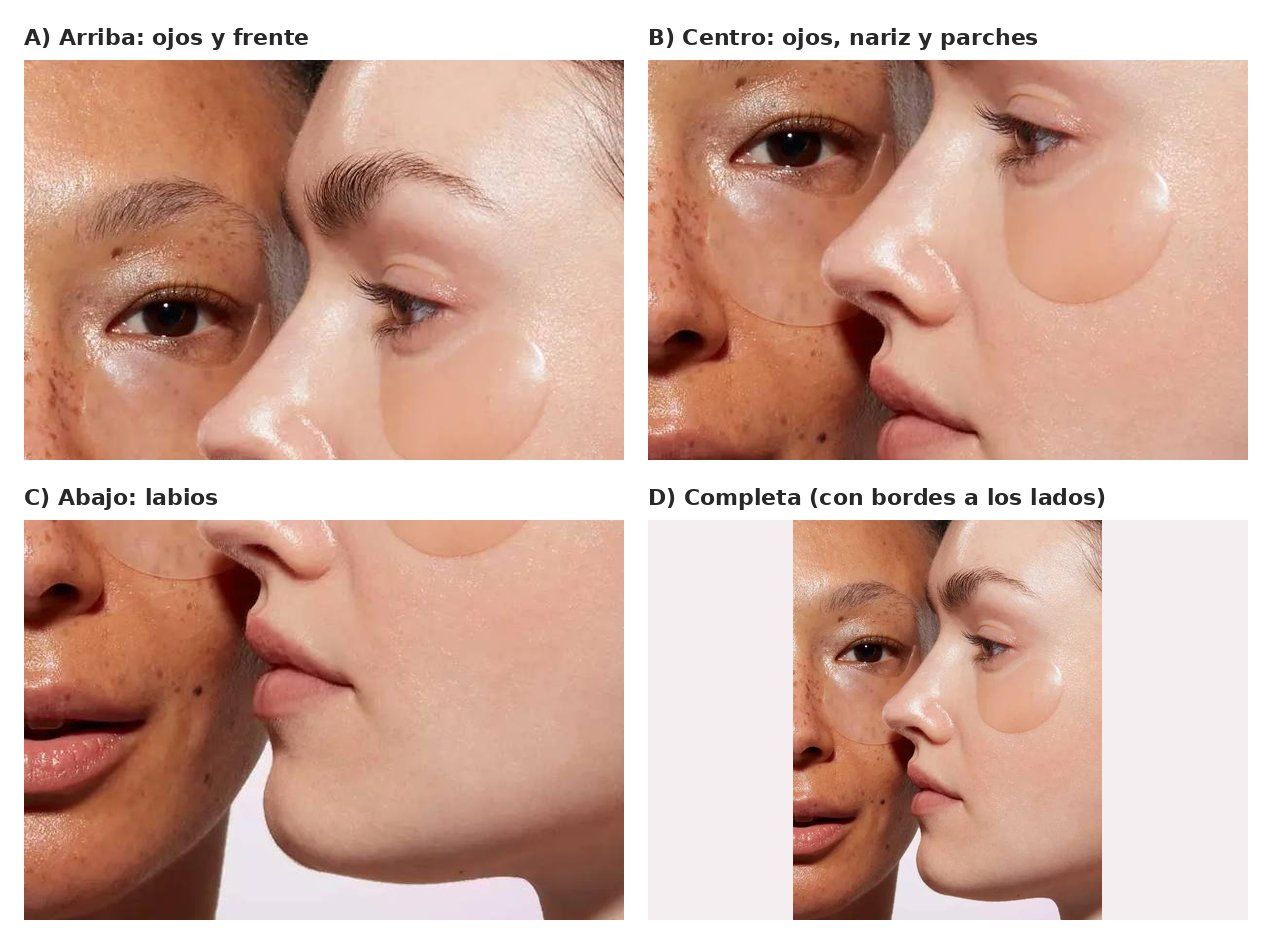 A) Arriba: ojos y frente
B) Centro: ojos, nariz y parches
C) Abajo: labios
D) Completa (con bordes a los lados)